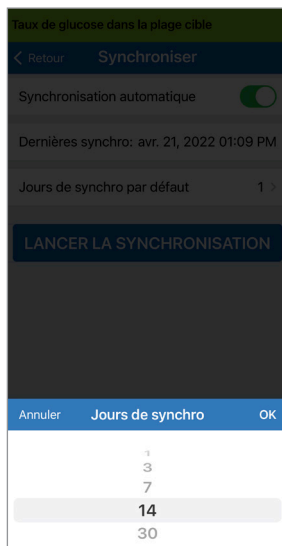 Taux de glucose dans la plage cible
< Retour Synchroniser
Synchronisation automatique
Dernières synchro: avr. 21, 2022 01:09 PM
Jours de synchro par défaut 1 >
LANCER LA SYNCHRONISATION
Annuler Jours de synchro OK
1
3
7
14
30